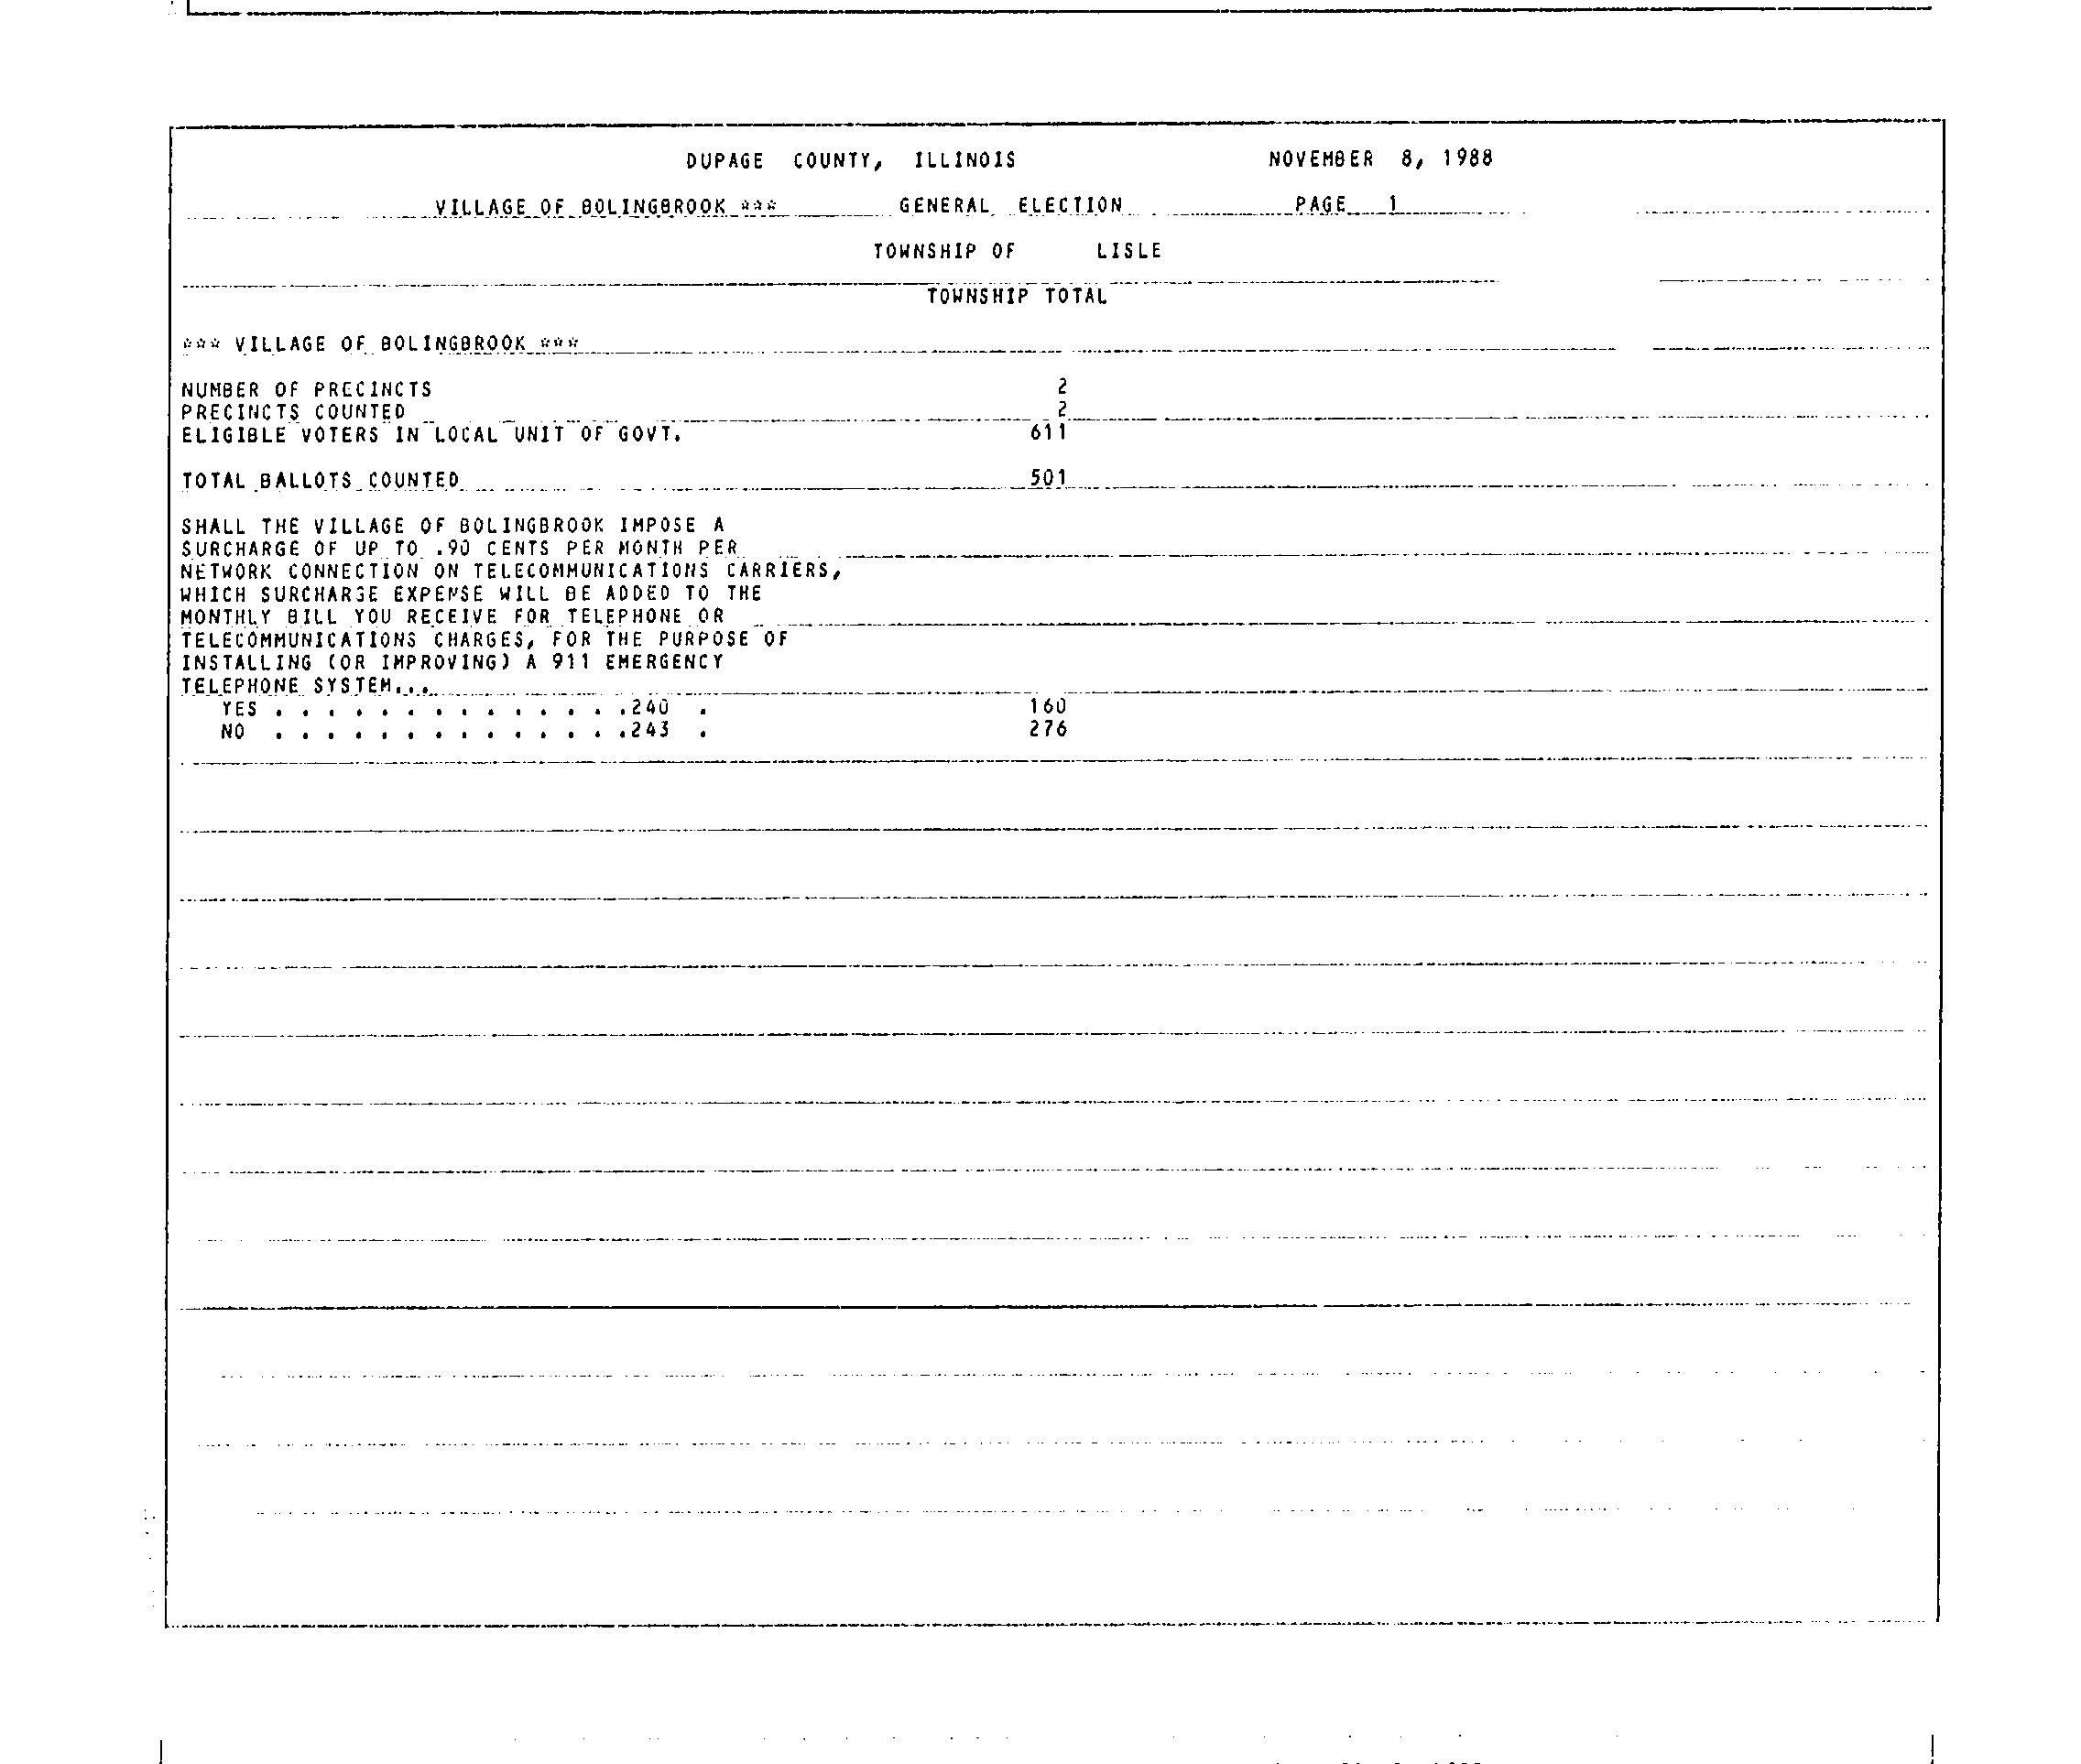 DUPAGE COUNTY, ILLINOIS NOVEMBER 8, 1988
VILLAGE OF BOLINGBROOK *** GENERAL ELECTION PAGE 1
TOWNSHIP OF LISLE
TOWNSHIP TOTAL
*** VILLAGE OF BOLINGBROOK ***
NUMBER OF PRECINCTS 2
PRECINCTS COUNTED 2
ELIGIBLE VOTERS IN LOCAL UNIT OF GOVT. 611
TOTAL BALLOTS COUNTED 501
SHALL THE VILLAGE OF BOLINGBROOK IMPOSE A
SURCHARGE OF UP TO .90 CENTS PER MONTH PER
NETWORK CONNECTION ON TELECOMMUNICATIONS CARRIERS,
WHICH SURCHARGE EXPENSE WILL BE ADDED TO THE
MONTHLY BILL YOU RECEIVE FOR TELEPHONE OR
TELECOMMUNICATIONS CHARGES, FOR THE PURPOSE OF
INSTALLING (OR IMPROVING) A 911 EMERGENCY
TELEPHONE SYSTEM...
YES . . . . . . . . . . . . . .240 . 160
NO . . . . . . . . . . . . . .243 . 276